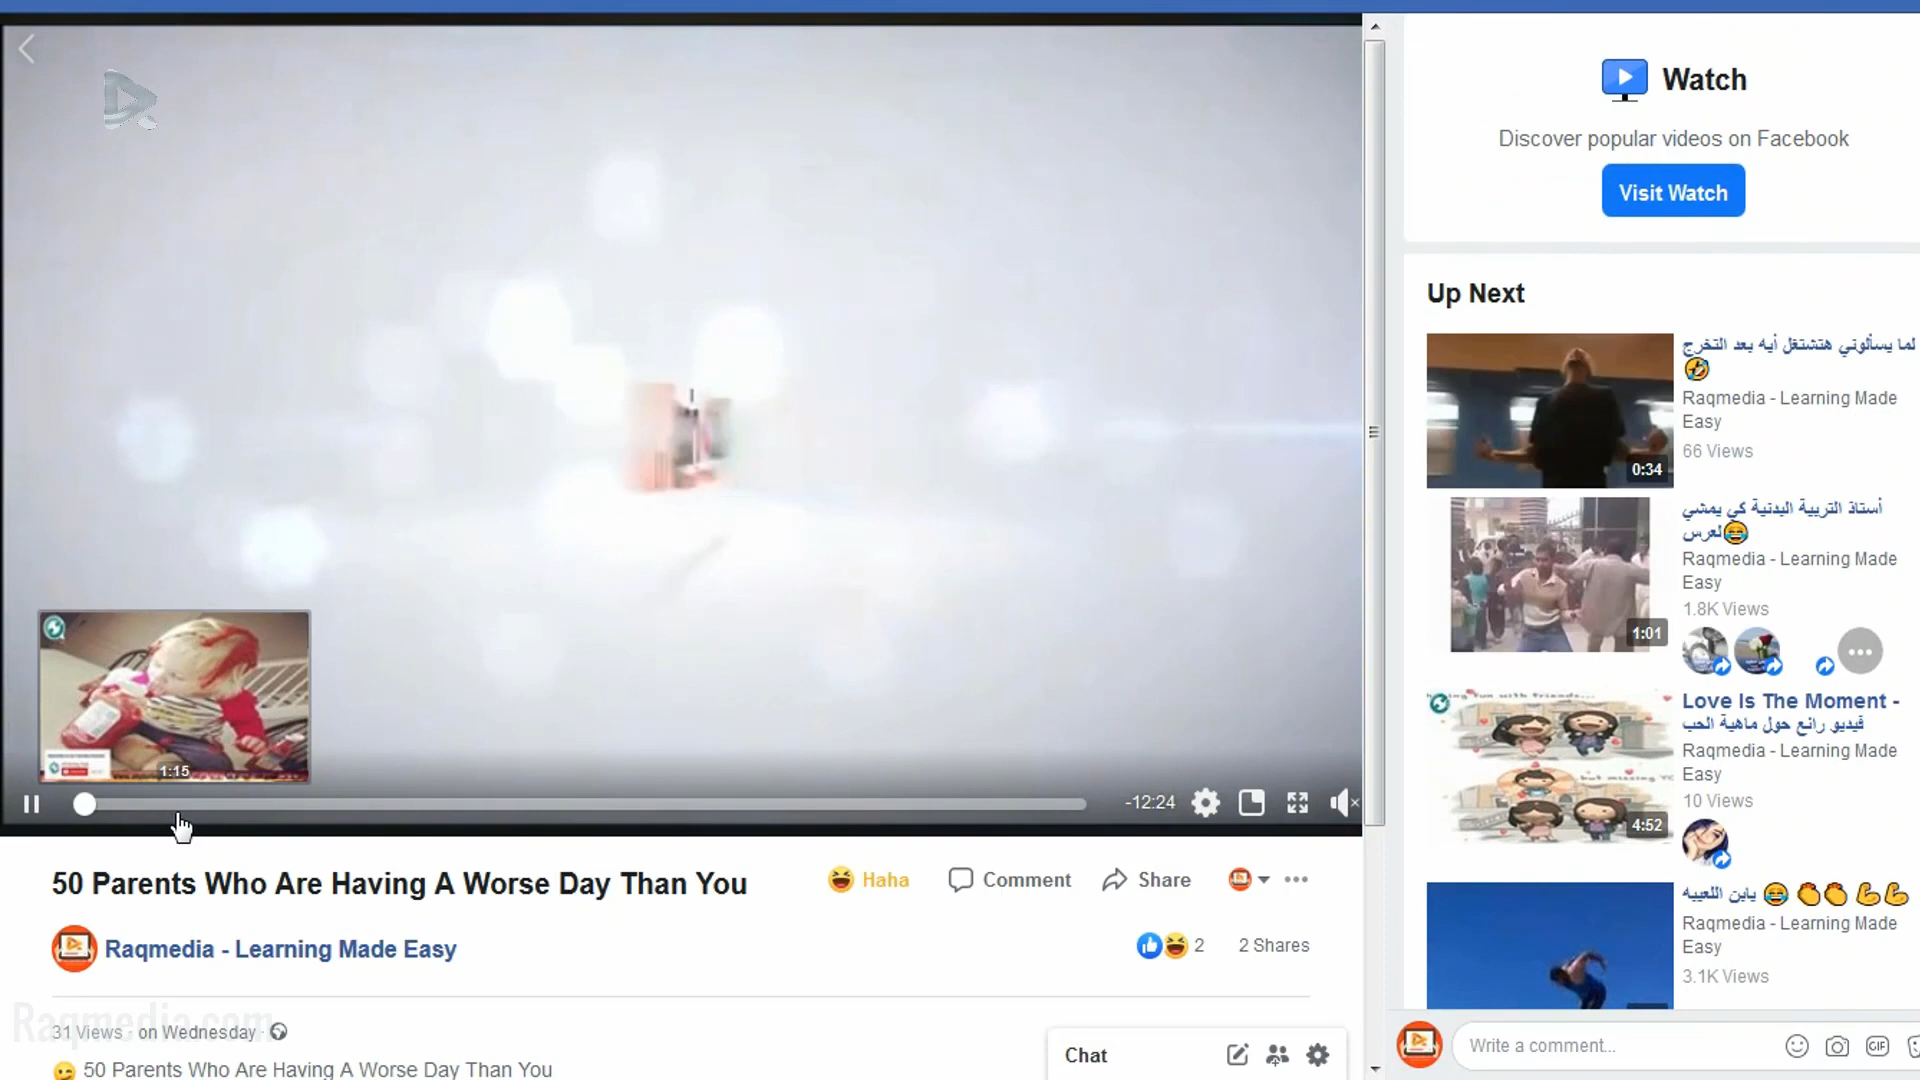 Watch
Discover popular videos on Facebook
Visit Watch
Up Next
لما يسألوني هتشتغل أيه بعد التخرج
🤣
Raqmedia - Learning Made
Easy
66 Views
0:34
أستاذ التربية البدنية كي يمشي
لعرس😂
Raqmedia - Learning Made
Easy
1.8K Views
1:01
Love Is The Moment -
ڤيديو رائع حول ماهية الحب
Raqmedia - Learning Made
Easy
10 Views
4:52
يابن اللعيبه 😂 👏👏 💪💪
Raqmedia - Learning Made
Easy
3.1K Views
1:15
-12:24
50 Parents Who Are Having A Worse Day Than You
Haha
Comment
Share
Raqmedia - Learning Made Easy
2
2 Shares
Raqmedia.com
31 Views · on Wednesday ·
50 Parents Who Are Having A Worse Day Than You
Chat
Write a comment...
GIF